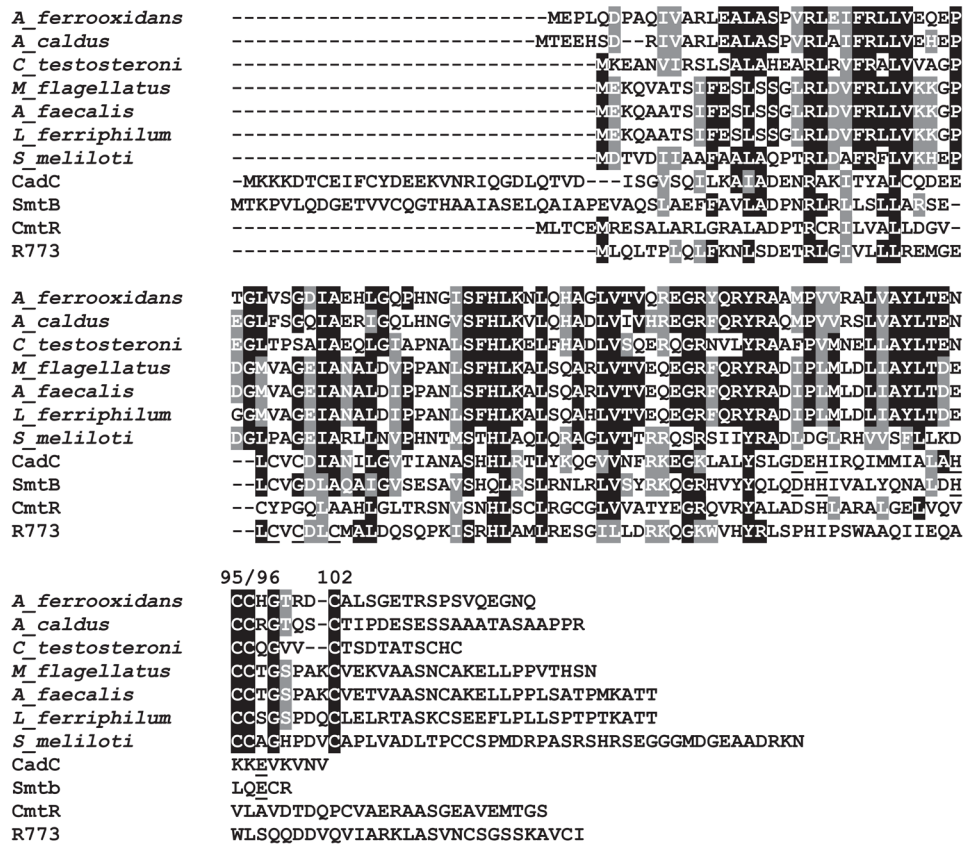 A_ferrooxidans -------------------------------MEPLQDPAQIVARLEALASPVRLEIFRLLVEQEP
A_caldus ------------------------------MTEEHSD--RIVARLEALASPVRLAIFRLLVEHEP
C_testosteroni ------------------------------------MKEANVIRSLSALAHEARLRVFRALVVAGP
M_flagellatus ------------------------------------MEKQVATSIFESLSSGLRLDVFRLLVKKGP
A_faecalis ------------------------------------MEKQAATSIFESLSSGLRLDVFRLLVKKGP
L_ferriphilum ------------------------------------MEKQAATSIFESLSSGLRLDVFRLLVKKGP
S_meliloti ------------------------------------MDTVDIIAAFAALAQPTRLDAFRFLVKHEP
CadC -MKKKDTCEIFCYDEEKVNRIQGDLQTVD---ISGVSQILKAIADENRAKITYALCQDEE
SmtB MTKPVLQDGETVVCQGTHAAIASELQAIAPEVAQSLAEFFAVLADPNRLRLLSLLARSE-
CmtR ------------------------------MLTCEMRESALARLGRALADPTRCRILVALLDGV-
R773 ------------------------------------MLQLTPLQLFKNLSDETRLGIVLLLREMGE
A_ferrooxidans TGLVSGDIAEHLGQPHNGISFHLKNLQHAGLVTVQREGRYQRYRAAMPVVRALVAYLTEN
A_caldus EGLFSGQIAERIGQLHNGVSFHLKVLQHADLVIVHREGRFQRYRAQMPVVRSLVAYLTEN
C_testosteroni EGLTPSAIAEQLGIAPNALSFHLKELFHADLVSQERQGRNVLYRAAFPVMNELLAYLTEN
M_flagellatus DGMVAGEIANALDVPPANLSFHLKALSQARLVTVEQEGRFQRYRADIPLMLDLIAYLTDE
A_faecalis DGMVAGEIANALDIPPANLSFHLKALSQARLVTVEQEGRFQRYRADIPLMLDLIAYLTDE
L_ferriphilum GGMVAGEIANALDIPPANLSFHLKALSQAHLVTVEQEGRFQRYRADIPLMLDLIAYLTDE
S_meliloti DGLPAGEIARLLNVPHNTMSTHLAQLQRAGLVTTRRQSRSIIYRADLDGLRHVVSFLLKD
CadC --LCVCDIANILGVTIANASHHLRTLYKQGVVNFRKEGKLALYSLGDEHIRQIMMIALAH
SmtB --LCVGDLAQAIGVSESAVSHQLRSLRNLRLVSYRKQGRHVYYQLQDHHIVALYQNALDH
CmtR --CYPGQLAAHLGLTRSNVSNHLSCLRGCGLVVATYEGRQVRYALADSHLARALGELVQV
R773 --LCVCDLCMALDQSQPKISRHLAMLRESGILLDRKQGKWVHYRLSPHIPSWAAQIIEQA
95/96 102
A_ferrooxidans CCHGTRD-CALSGETRSPSVQEGNQ
A_caldus CCRGTQS-CTIPDESESSAAATASAAPPR
C_testosteroni CCQGVV--CTSDTATSCHC
M_flagellatus CCTGSPAKCVEKVAASNCAKELLPPVTHSN
A_faecalis CCTGSPAKCVETVAASNCAKELLPPLSATPMKATT
L_ferriphilum CCSGSPDQCLELRTASKCSEEFLPLLSPTPTKATT
S_meliloti CCAGHPDVCAPLVADLTPCCSPMDRPASRSHRSEGGGMDGEAADRKN
CadC KKEVKVNV
Smtb LQECR
CmtR VLAVDTDQPCVAERAASGEAVEMTGS
R773 WLSQQDDVQVIARKLASVNCSGSSKAVCI